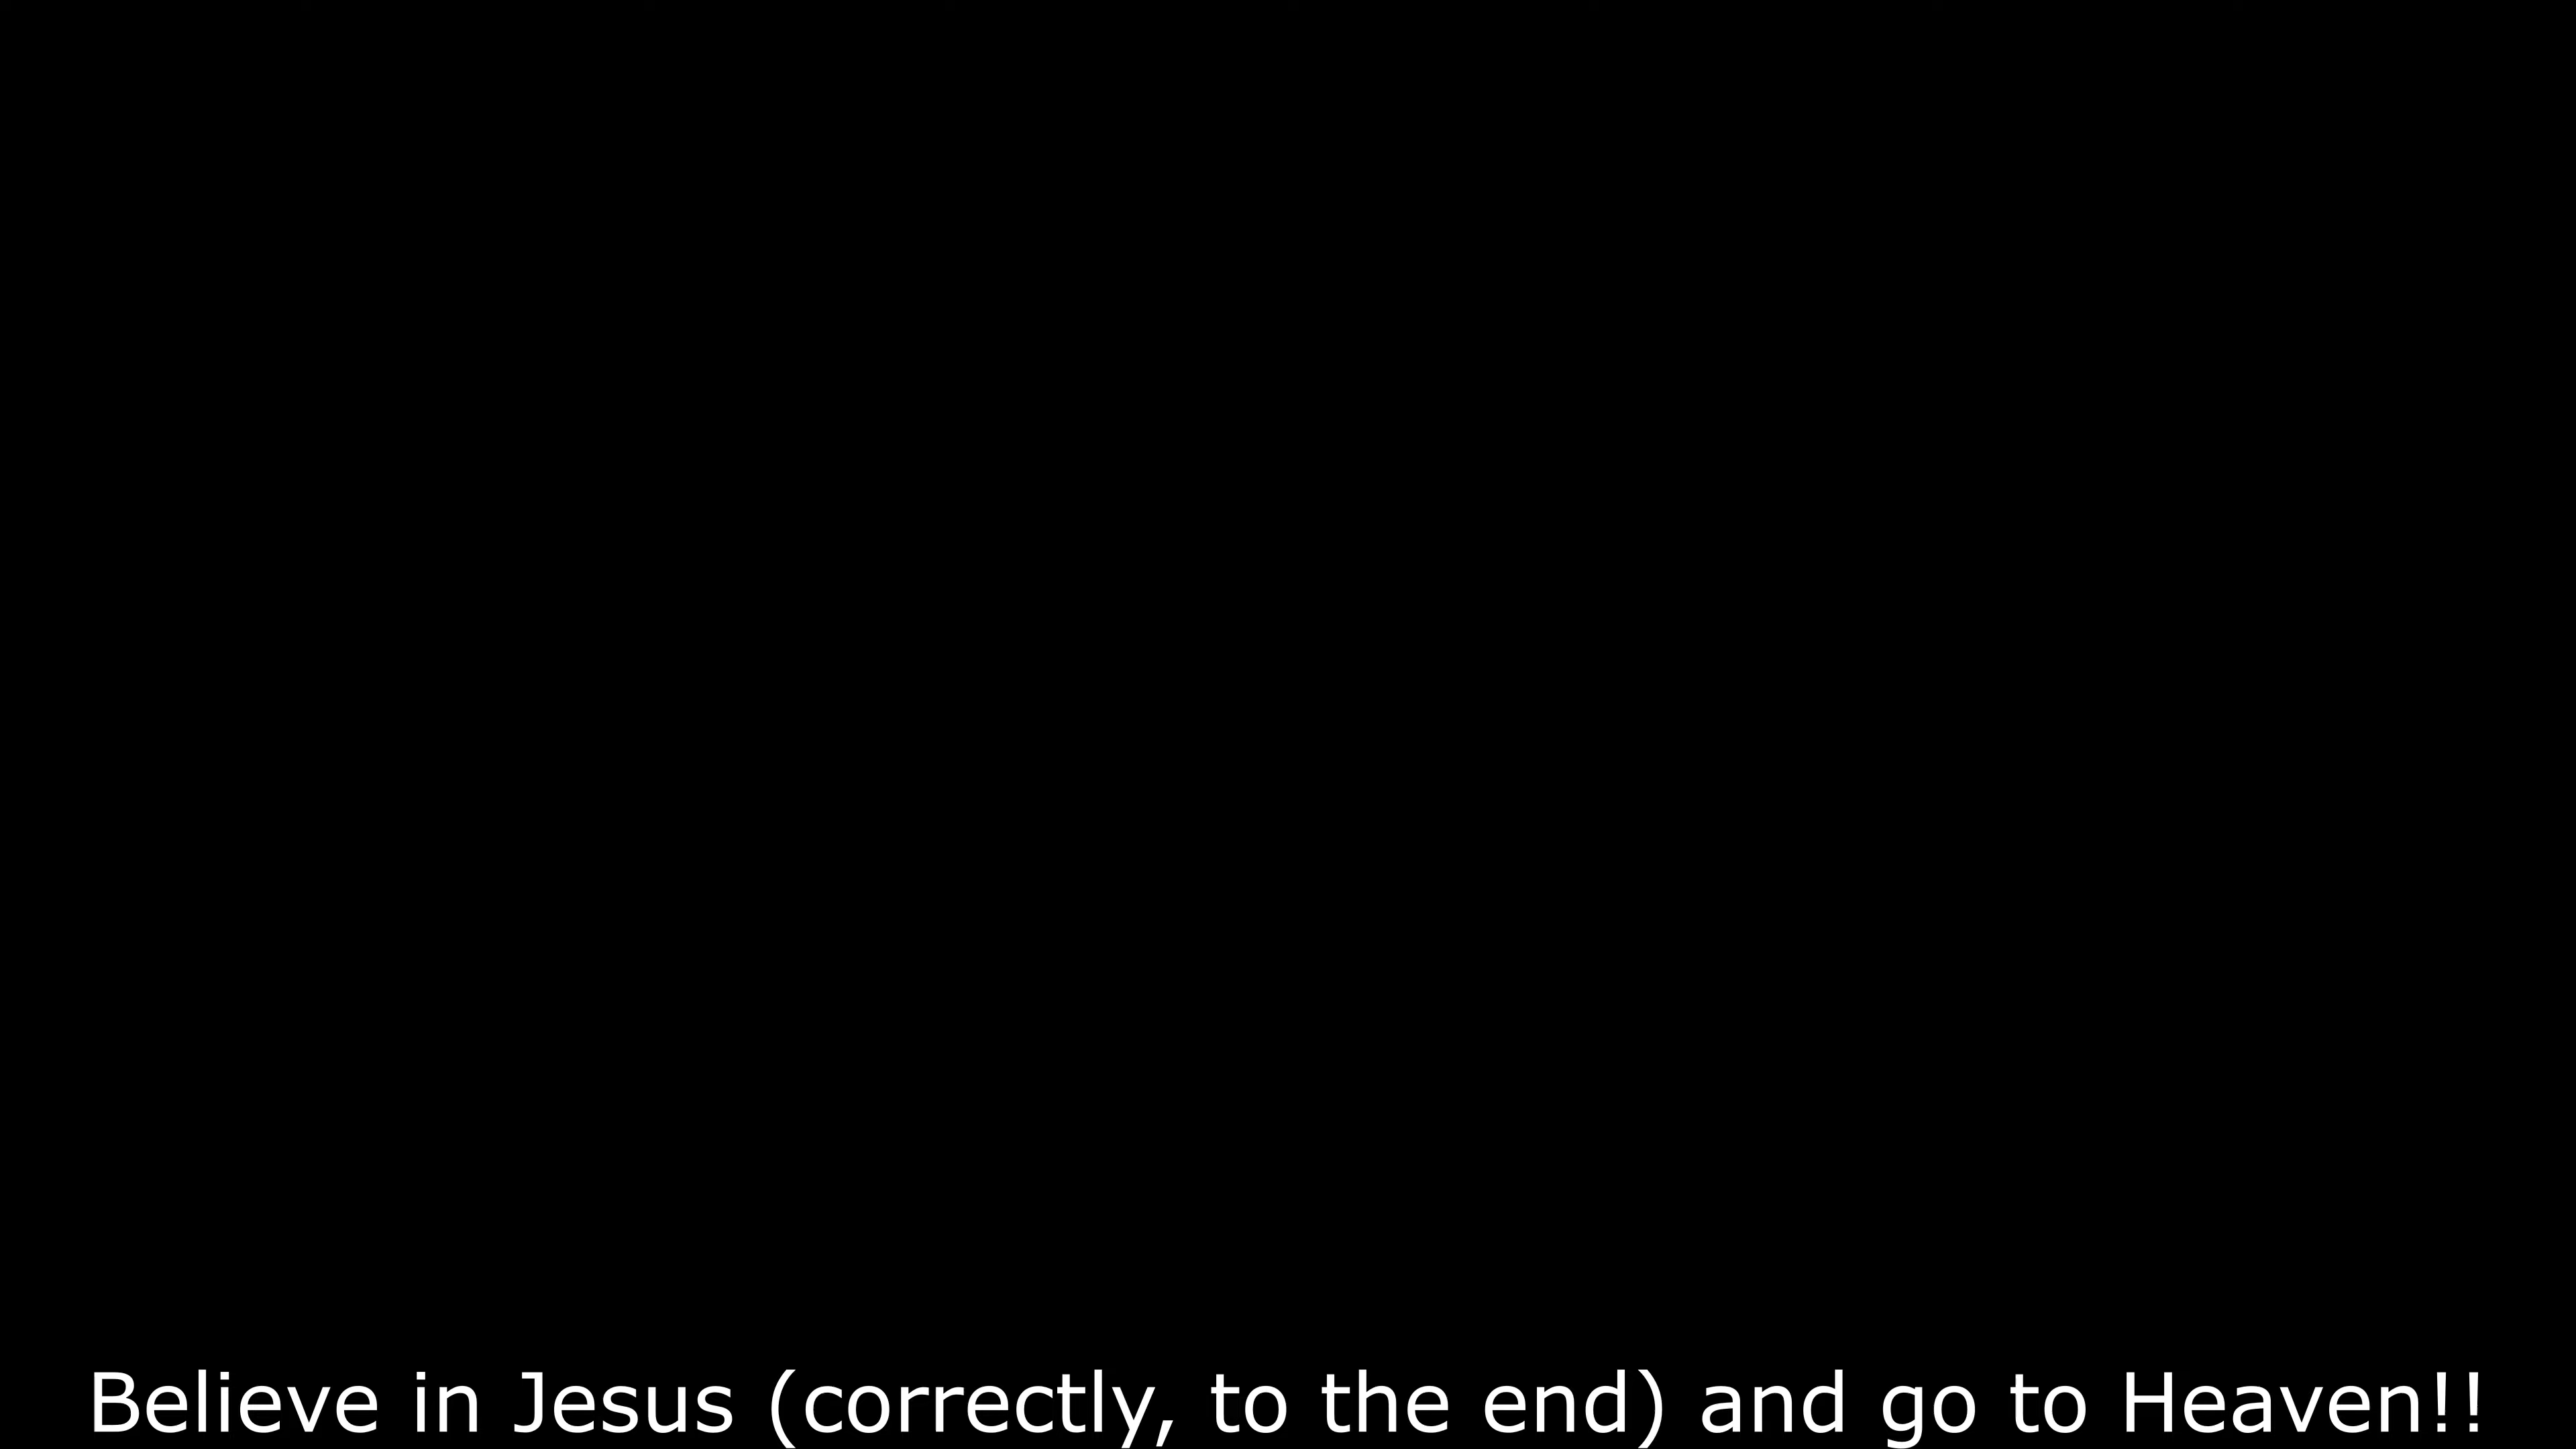 Believe in Jesus (correctly, to the end) and go to Heaven!!